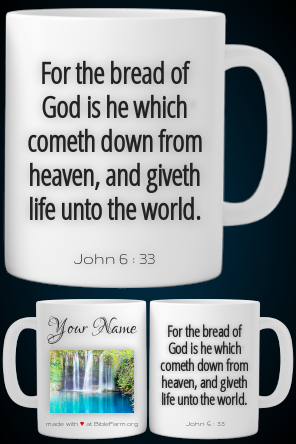 For the bread of
God is he which
cometh down from
heaven, and giveth
life unto the world.
John 6 : 33
Your Name
made with ♥ at BibleFarm.org
For the bread of
God is he which
cometh down from
heaven, and giveth
life unto the world.
John 6 : 33